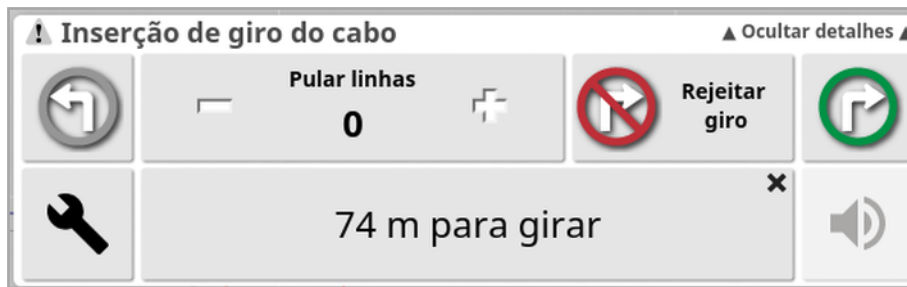 Inserção de giro do cabo
▲ Ocultar detalhes ▲
Pular linhas
0
Rejeitar
giro
74 m para girar